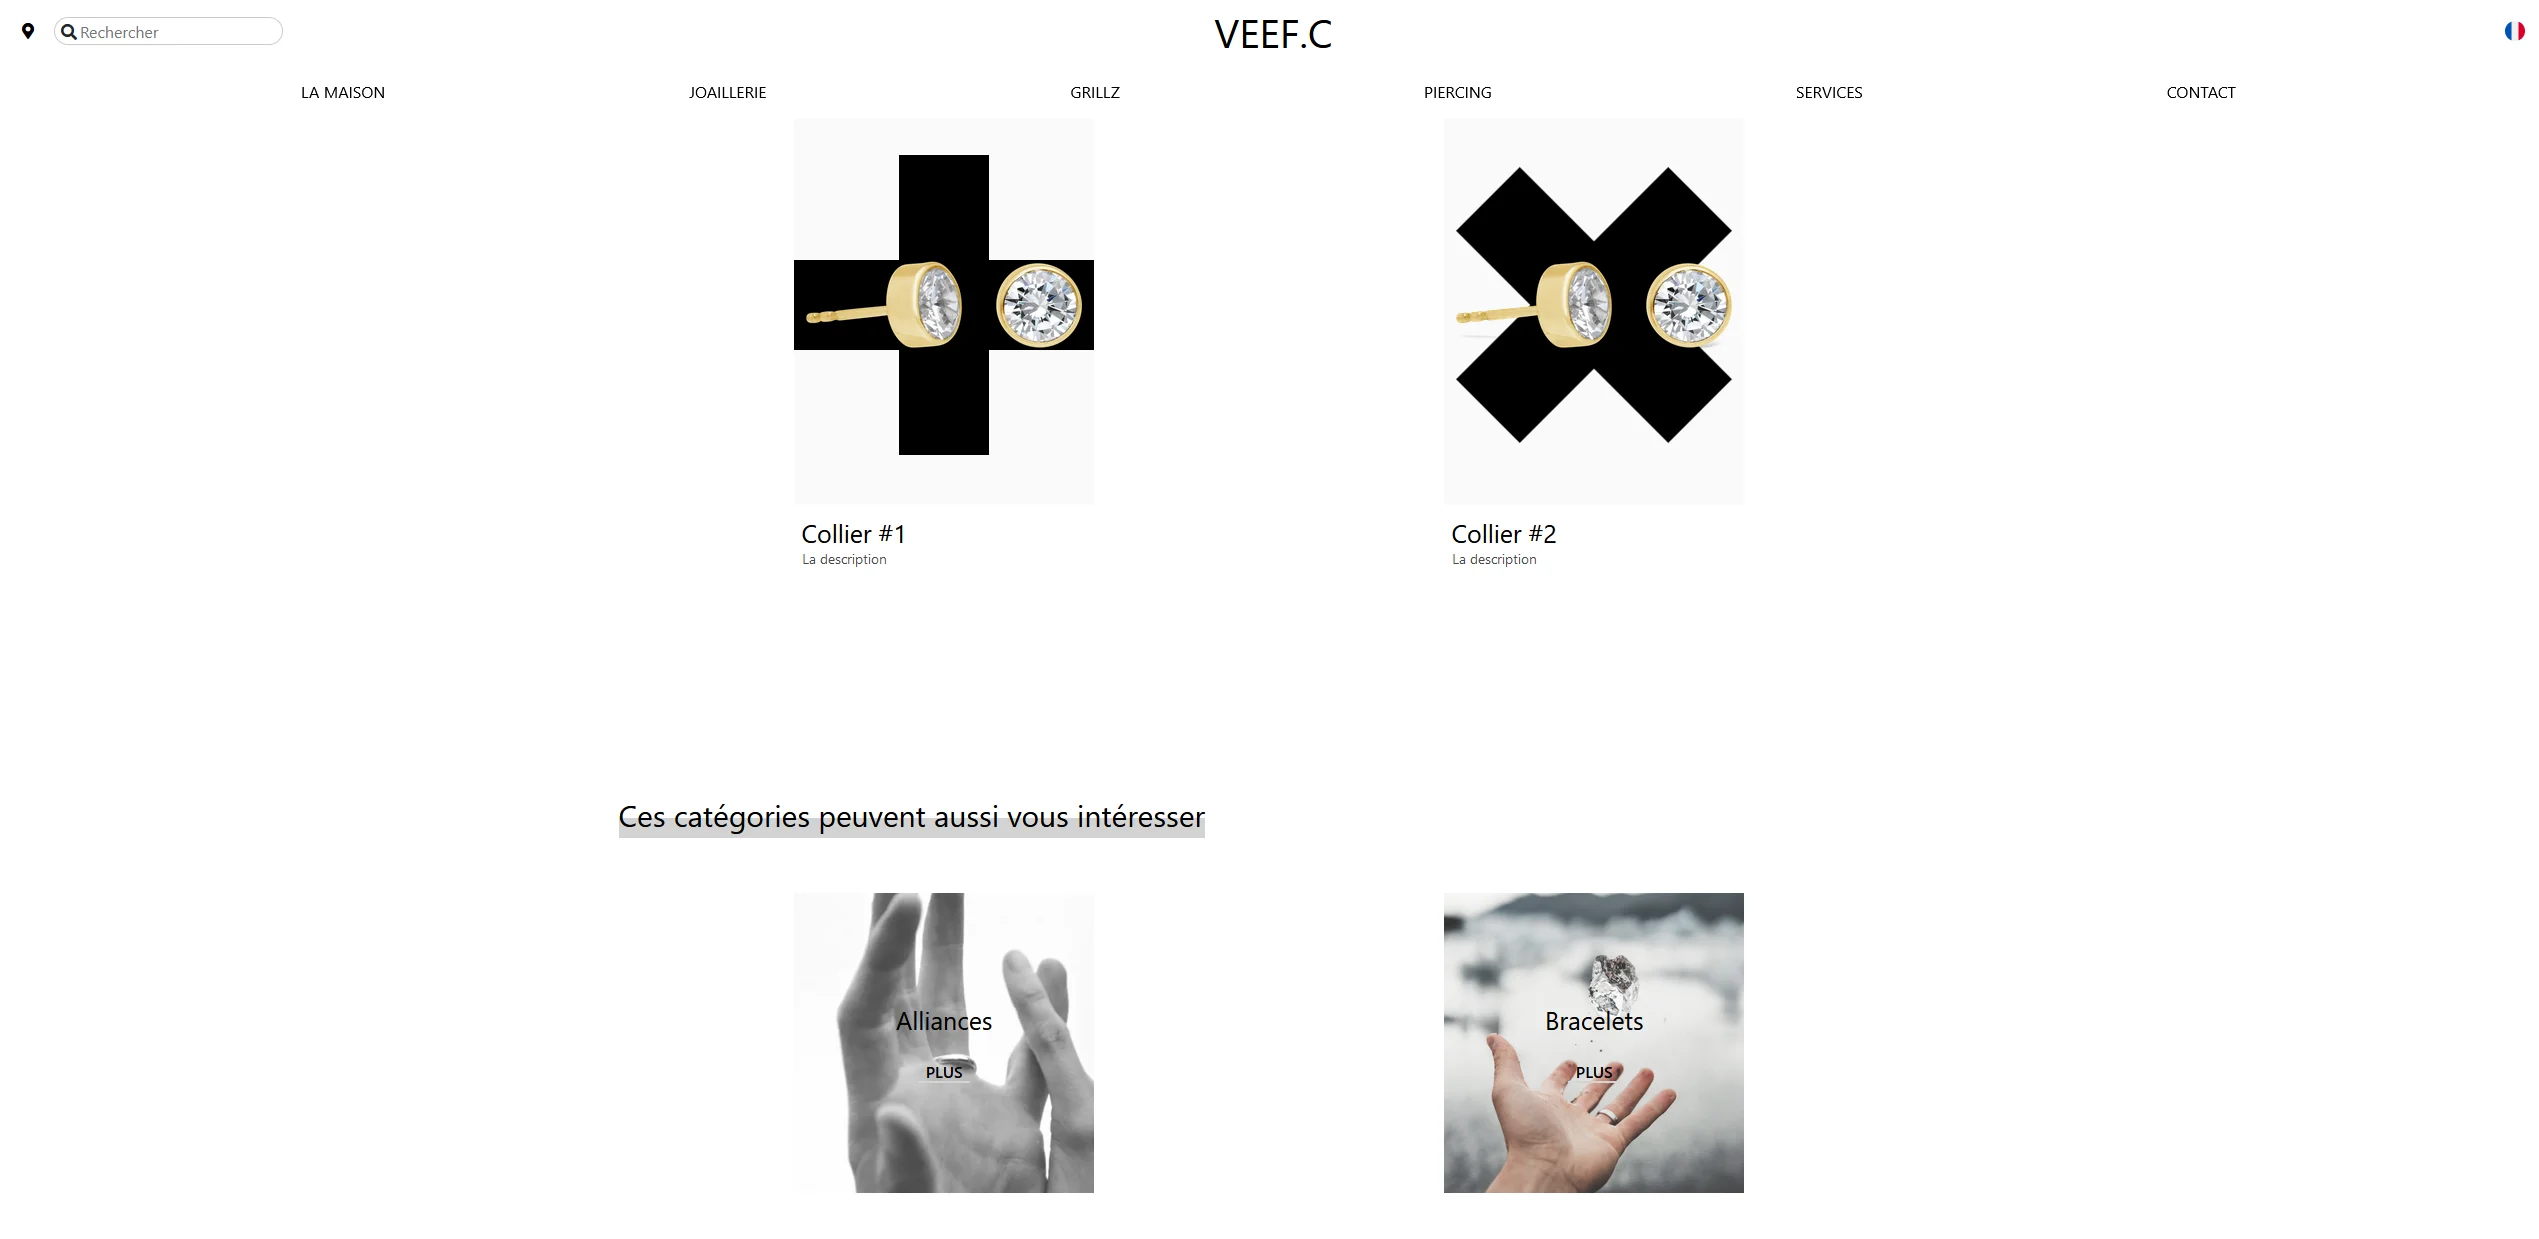 Rechercher
VEEF.C
LA MAISON
JOAILLERIE
GRILLZ
PIERCING
SERVICES
CONTACT
Collier #1
La description
Collier #2
La description
Ces catégories peuvent aussi vous intéresser
Alliances
PLUS
Bracelets
PLUS